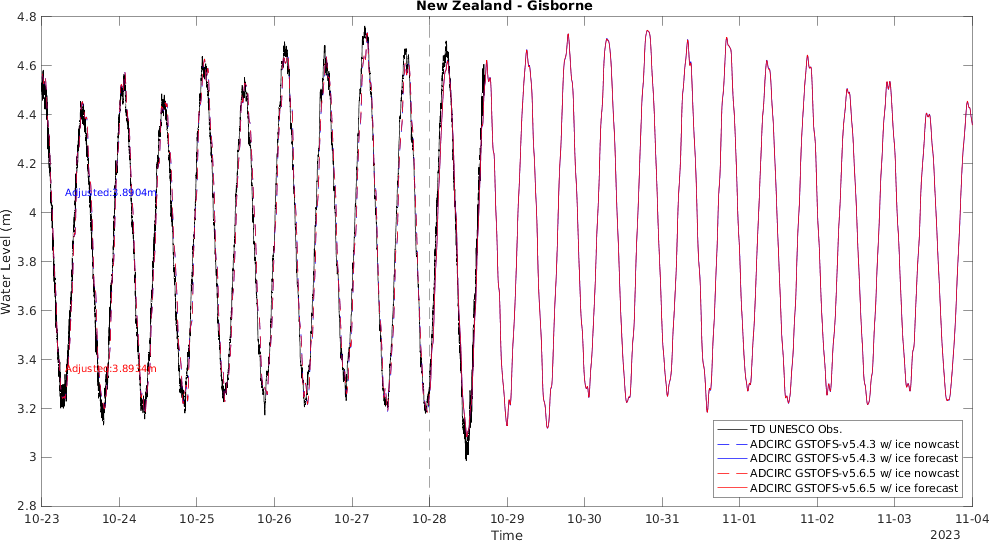 New Zealand - Gisborne
4.8
4.6
4.4
4.2
4
3.8
3.6
3.4
3.2
3
2.8
Water Level (m)
Adjusted:3.8904m
Adjusted:3.8934m
TD UNESCO Obs.
ADCIRC GSTOFS-v5.4.3 w/ ice nowcast
ADCIRC GSTOFS-v5.4.3 w/ ice forecast
ADCIRC GSTOFS-v5.6.5 w/ ice nowcast
ADCIRC GSTOFS-v5.6.5 w/ ice forecast
10-23 10-24 10-25 10-26 10-27 10-28 10-29 10-30 10-31 11-01 11-02 11-03 11-04
Time
2023